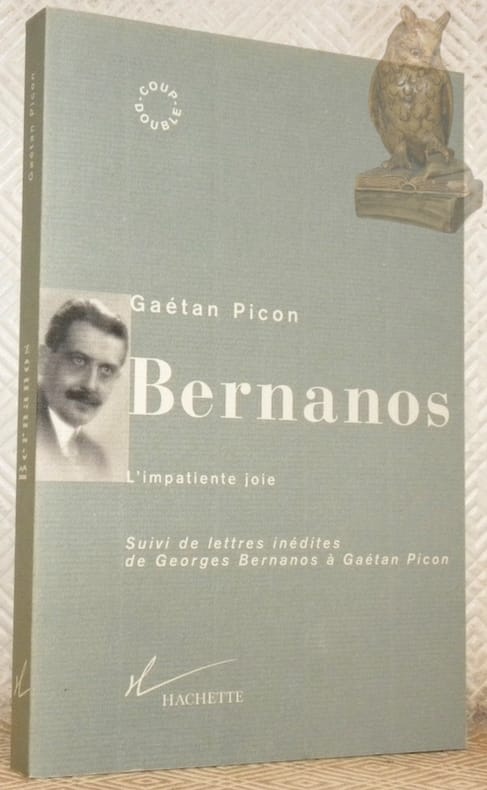 COUP
DOUBLE
Gaétan Picon
Gaétan Picon
Bernanos
Bernanos
L'impatiente joie
Suivi de lettres inédites
de Georges Bernanos à Gaétan Picon
HACHETTE